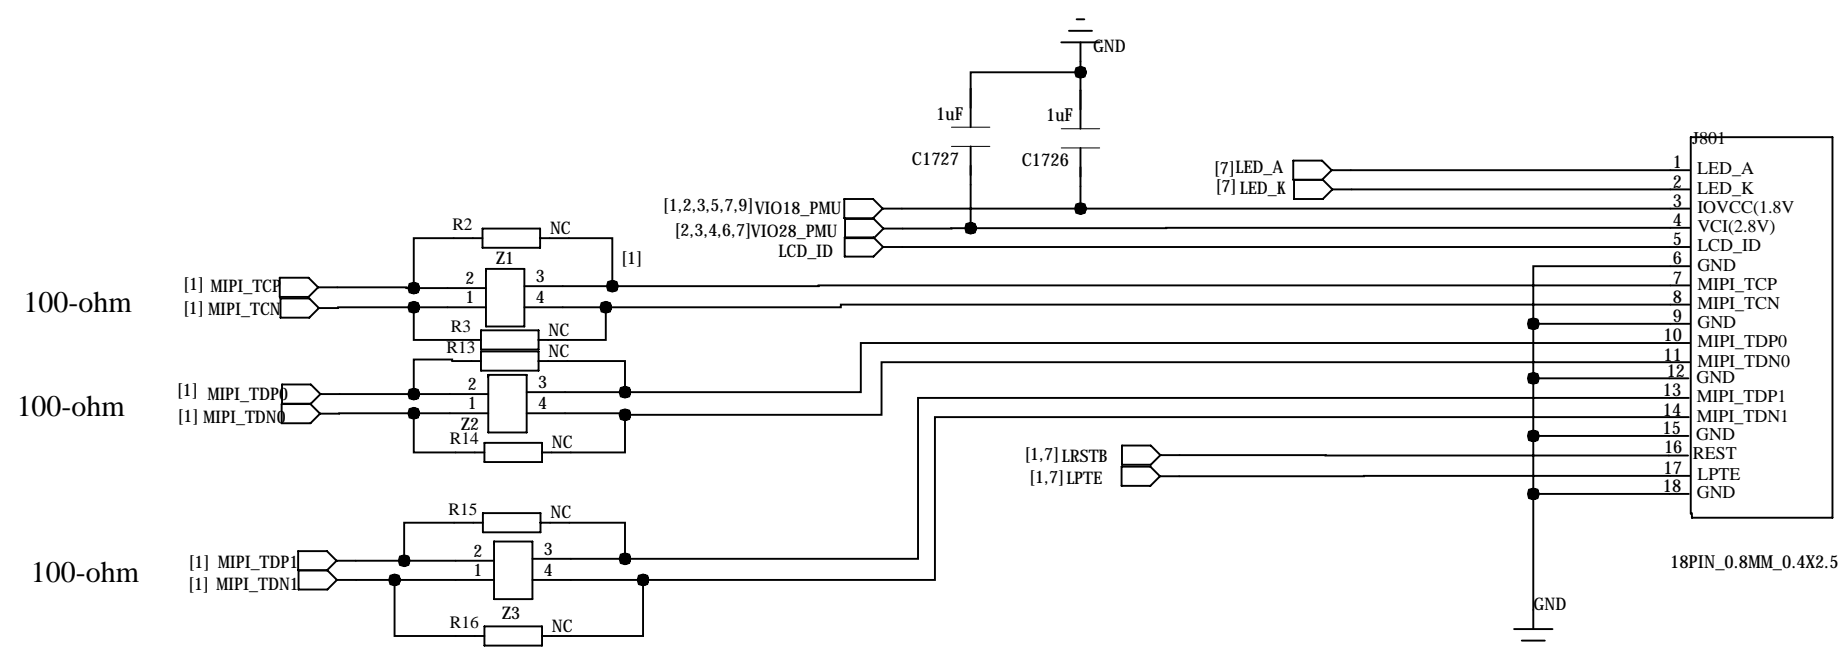 GND
1uF
1uF
C1727
C1726
J801
[7]LED_A
1
LED_A
[7] LED_K
2
LED_K
[1,2,3,5,7,9]VIO18_PMU
3
IOVCC(1.8V
[2,3,4,6,7]VIO28_PMU
4
VCI(2.8V)
LCD_ID
5
LCD_ID
6
GND
7
MIPI_TCP
8
MIPI_TCN
9
GND
10
MIPI_TDP0
11
MIPI_TDN0
12
GND
13
MIPI_TDP1
14
MIPI_TDN1
15
GND
[1,7] LRSTB
16
REST
[1,7] LPTE
17
LPTE
18
GND
18PIN_0.8MM_0.4X2.5
GND
R2
NC
Z1
[1]
100-ohm
[1] MIPI_TCP
2
3
[1] MIPI_TCN
1
4
R3
NC
R13
NC
100-ohm
[1] MIPI_TDP0
2
3
[1] MIPI_TDN0
1
4
Z2
R14
NC
R15
NC
100-ohm
[1] MIPI_TDP1
2
3
[1] MIPI_TDN1
1
4
Z3
R16
NC